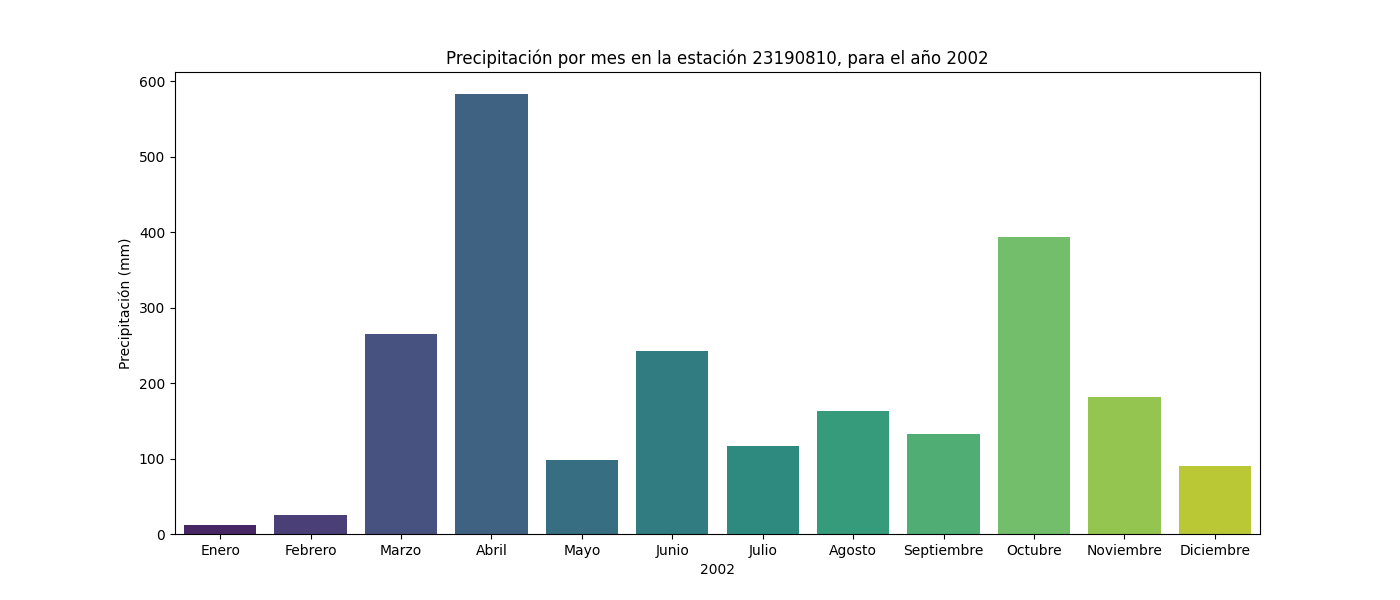 Precipitación por mes en la estación 23190810, para el año 2002
600
500
400
300
200
100
0
Precipitación (mm)
Enero Febrero Marzo Abril Mayo Junio Julio Agosto Septiembre Octubre Noviembre Diciembre
2002